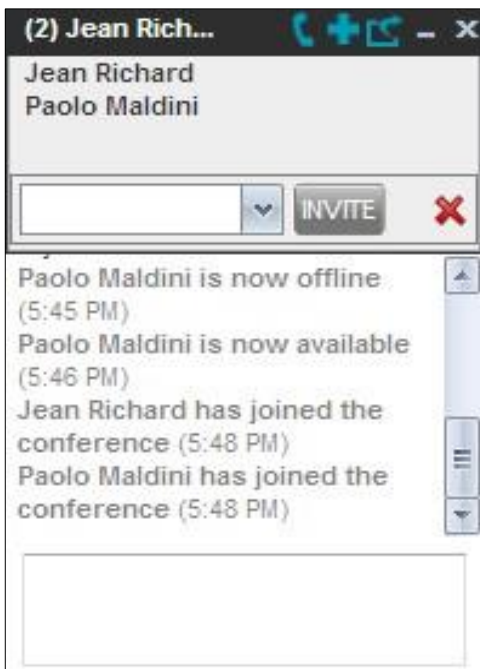 (2) Jean Rich...
Jean Richard
Paolo Maldini
INVITE
Paolo Maldini is now offline
(5:45 PM)
Paolo Maldini is now available
(5:46 PM)
Jean Richard has joined the
conference (5:48 PM)
Paolo Maldini has joined the
conference (5:48 PM)